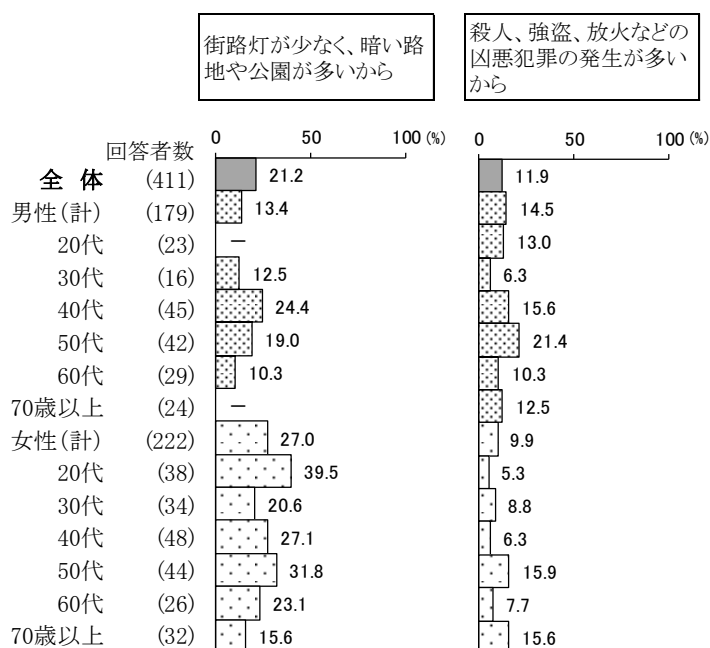 街路灯が少なく、暗い路
地や公園が多いから
殺人、強盗、放火などの
凶悪犯罪の発生が多い
から
回答者数 0 50 100 (%) 0 50 100 (%)
全 体 (411) 21.2 11.9
男性(計) (179) 13.4 14.5
20代 (23) － 13.0
30代 (16) 12.5 6.3
40代 (45) 24.4 15.6
50代 (42) 19.0 21.4
60代 (29) 10.3 10.3
70歳以上 (24) － 12.5
女性(計) (222) 27.0 9.9
20代 (38) 39.5 5.3
30代 (34) 20.6 8.8
40代 (48) 27.1 6.3
50代 (44) 31.8 15.9
60代 (26) 23.1 7.7
70歳以上 (32) 15.6 15.6